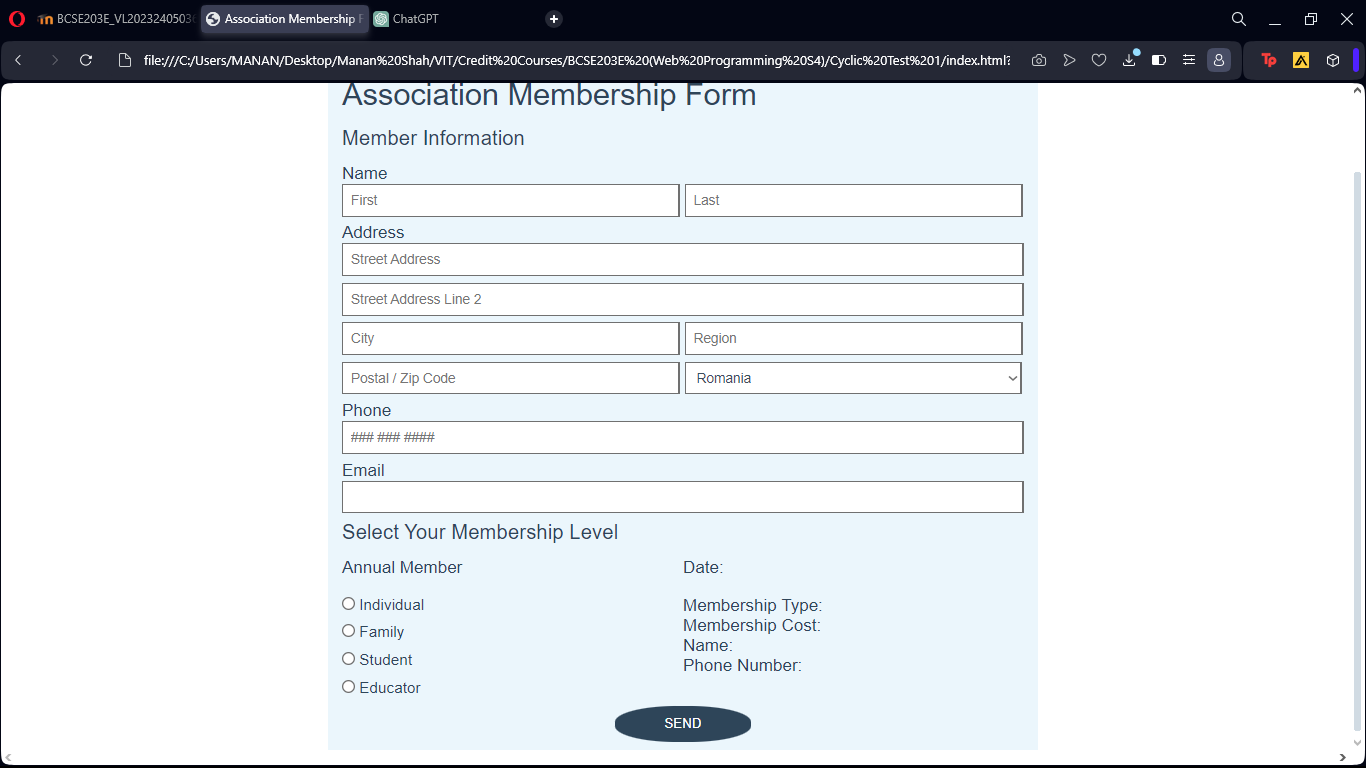 BCSE203E_VL2023240503
Association Membership F
ChatGPT
file:///C:/Users/MANAN/Desktop/Manan%20Shah/VIT/Credit%20Courses/BCSE203E%20(Web%20Programming%20S4)/Cyclic%20Test%201/index.html?
Tp
Association Membership Form
Member Information
Name
First Last
Address
Street Address
Street Address Line 2
City Region
Postal / Zip Code Romania
Phone
### ### ####
Email
Select Your Membership Level
Annual Member Date:
Individual Membership Type:
Membership Cost:
Family
Name:
Student Phone Number:
Educator
SEND